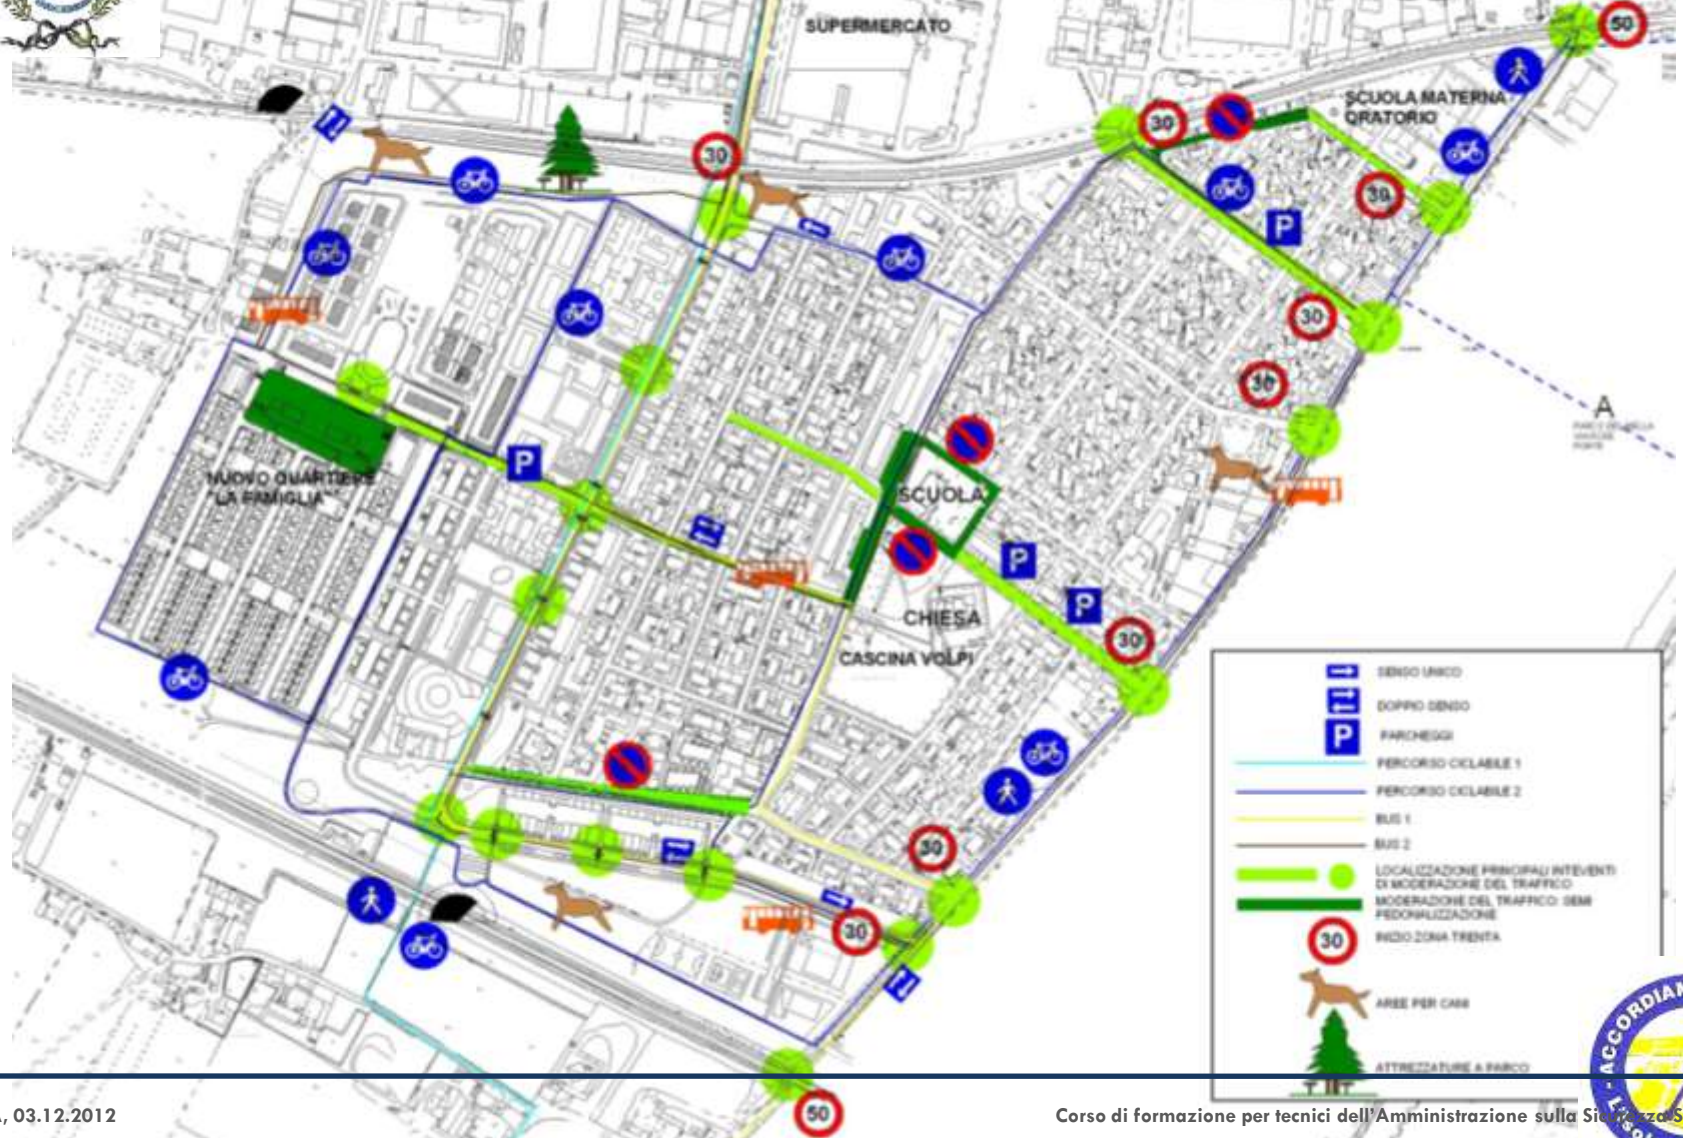 SUPERMERCATO
50
30
SCUOLA MATERNA
ORATORIO
30
P
30
30
30
A
P
NUOVO QUARTIERE
"LA FAMIGLIA"
SCUOLA
P
P
CHIESA
30
CASCINA VOLPI
30
30
50
SENSO UNICO
DOPPIO SENSO
P PARCHEGGI
PERCORSO CICLABILE 1
PERCORSO CICLABILE 2
BUS 1
BUS 2
LOCALIZZAZIONE PRINCIPALI INTEVENTI
DI MODERAZIONE DEL TRAFFICO
MODERAZIONE DEL TRAFFICO: SEMI
PEDONALIZZAZIONE
30 INIZIO ZONA TRENTA
AREE PER CANI
ATTREZZATURE A PARCO
03.12.2012
Corso di formazione per tecnici dell'Amministrazione sulla